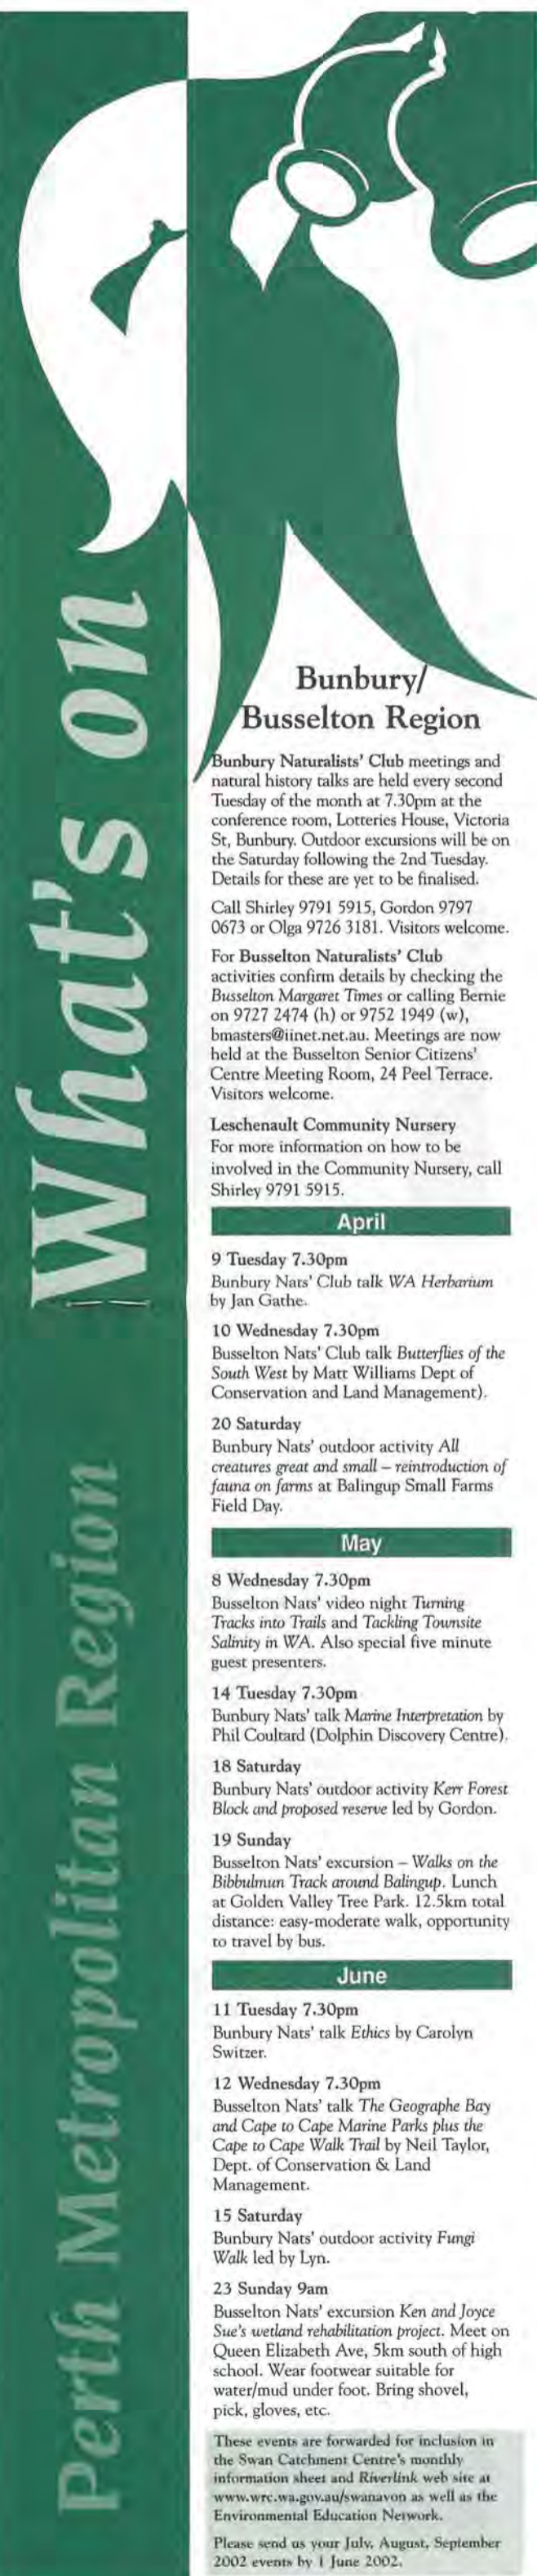 What's on
Perth Metropolitan Region
Bunbury/
Busselton Region
Bunbury Naturalists' Club meetings and
natural history talks are held every second
Tuesday of the month at 7.30pm at the
conference room, Lotteries House, Victoria
St, Bunbury. Outdoor excursions will be on
the Saturday following the 2nd Tuesday.
Details for these are yet to be finalised.
Call Shirley 9791 5915, Gordon 9797
0673 or Olga 9726 3181. Visitors welcome.
For Busselton Naturalists' Club
activities confirm details by checking the
Busselton Margaret Times or calling Bernie
on 9727 2474 (h) or 9752 1949 (w),
bmasters@iinet.net.au. Meetings are now
held at the Busselton Senior Citizens'
Centre Meeting Room, 24 Peel Terrace.
Visitors welcome.
Leschenault Community Nursery
For more information on how to be
involved in the Community Nursery, call
Shirley 9791 5915.
April
9 Tuesday 7.30pm
Bunbury Nats' Club talk WA Herbarium
by Jan Gathe.
10 Wednesday 7.30pm
Busselton Nats' Club talk Butterflies of the
South West by Matt Williams Dept of
Conservation and Land Management).
20 Saturday
Bunbury Nats' outdoor activity All
creatures great and small – reintroduction of
fauna on farms at Balingup Small Farms
Field Day.
May
8 Wednesday 7.30pm
Busselton Nats' video night Turning
Tracks into Trails and Tackling Townsite
Salinity in WA. Also special five minute
guest presenters.
14 Tuesday 7.30pm
Bunbury Nats' talk Marine Interpretation by
Phil Coultard (Dolphin Discovery Centre).
18 Saturday
Bunbury Nats' outdoor activity Kerr Forest
Block and proposed reserve led by Gordon.
19 Sunday
Busselton Nats' excursion – Walks on the
Bibbulmun Track around Balingup. Lunch
at Golden Valley Tree Park. 12.5km total
distance: easy-moderate walk, opportunity
to travel by bus.
June
11 Tuesday 7.30pm
Bunbury Nats' talk Ethics by Carolyn
Switzer.
12 Wednesday 7.30pm
Busselton Nats' talk The Geographe Bay
and Cape to Cape Marine Parks plus the
Cape to Cape Walk Trail by Neil Taylor,
Dept. of Conservation & Land
Management.
15 Saturday
Bunbury Nats' outdoor activity Fungi
Walk led by Lyn.
23 Sunday 9am
Busselton Nats' excursion Ken and Joyce
Sue's wetland rehabilitation project. Meet on
Queen Elizabeth Ave, 5km south of high
school. Wear footwear suitable for
water/mud under foot. Bring shovel,
pick, gloves, etc.
These events are forwarded for inclusion in
the Swan Catchment Centre's monthly
information sheet and Riverlink web site at
www.wrc.wa.gov.au/swanavon as well as the
Environmental Education Network.
Please send us your July, August, September
2002 events by 1 June 2002.